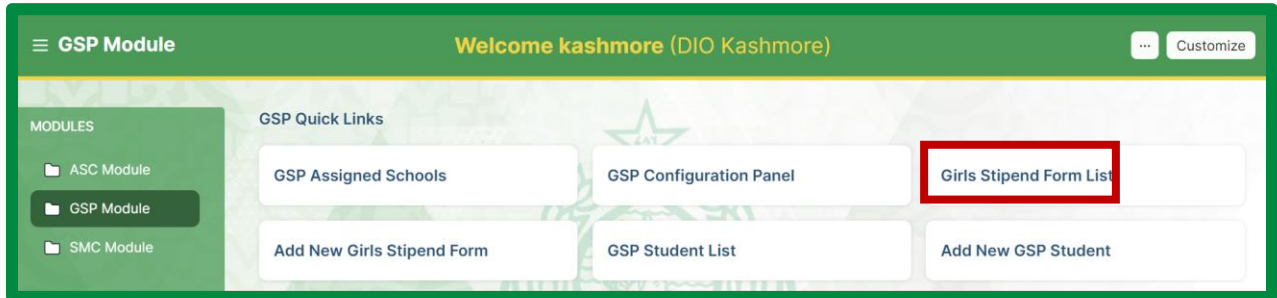 GSP Module
Welcome kashmore (DIO Kashmore)
... Customize
MODULES
ASC Module
GSP Module
SMC Module
GSP Quick Links
GSP Assigned Schools
GSP Configuration Panel
Girls Stipend Form List
Add New Girls Stipend Form
GSP Student List
Add New GSP Student